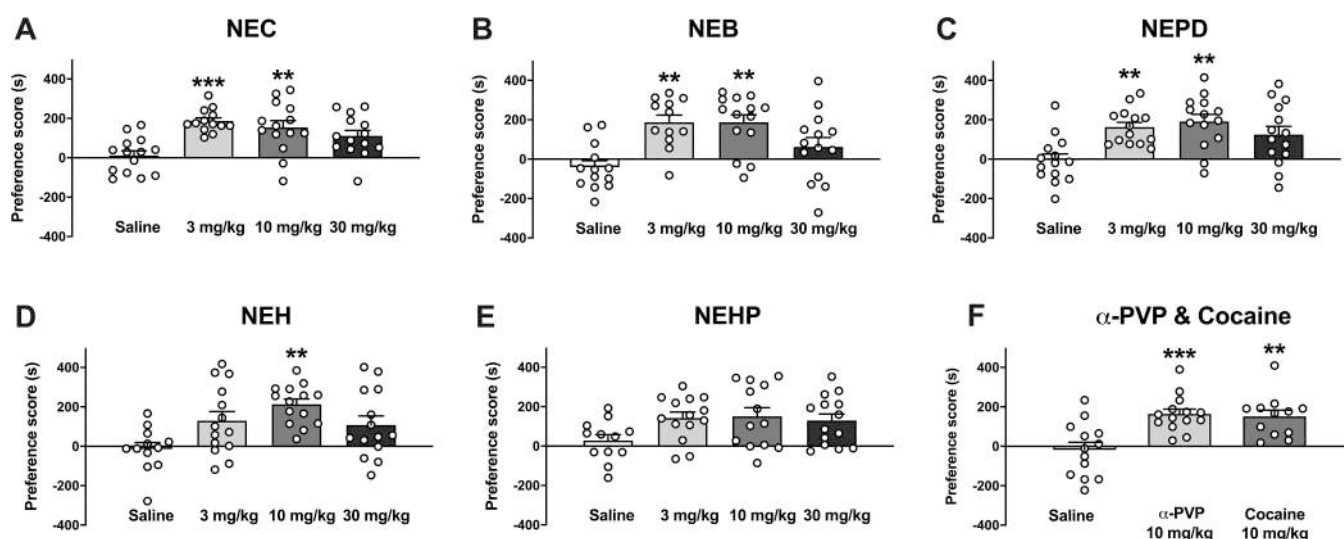 A NEC
Preference score (s)
400
200
0
-200
-400
*** **
Saline 3 mg/kg 10 mg/kg 30 mg/kg
B NEB
Preference score (s)
400
200
0
-200
-400
** **
Saline 3 mg/kg 10 mg/kg 30 mg/kg
C NEPD
Preference score (s)
400
200
0
-200
-400
** **
Saline 3 mg/kg 10 mg/kg 30 mg/kg
D NEH
Preference score (s)
400
200
0
-200
-400
**
Saline 3 mg/kg 10 mg/kg 30 mg/kg
E NEHP
Preference score (s)
400
200
0
-200
-400
Saline 3 mg/kg 10 mg/kg 30 mg/kg
F α-PVP & Cocaine
Preference score (s)
400
200
0
-200
-400
*** **
Saline α-PVP Cocaine
10 mg/kg 10 mg/kg